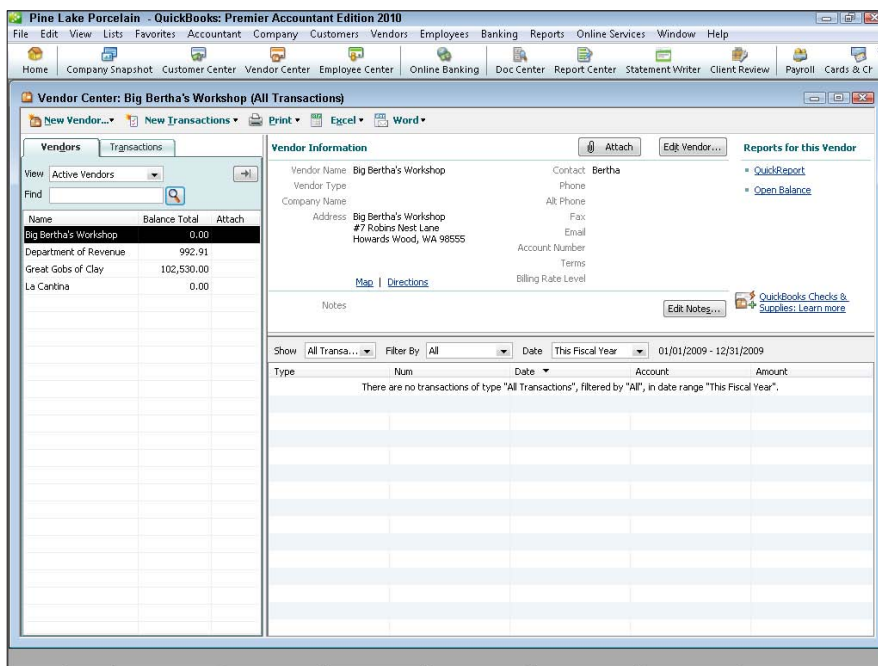 Pine Lake Porcelain - QuickBooks: Premier Accountant Edition 2010
File Edit View Lists Favorites Accountant Company Customers Vendors Employees Banking Reports Online Services Window Help
Home Company Snapshot Customer Center Vendor Center Employee Center Online Banking Doc Center Report Center Statement Writer Client Review Payroll Cards & Cr
Vendor Center: Big Bertha's Workshop (All Transactions)
New Vendor... New Transactions Print Excel Word
Vendors Transactions
View Active Vendors
Find
Name Balance Total Attach
Big Bertha's Workshop 0.00
Department of Revenue 992.91
Great Gobs of Clay 102,530.00
La Cantina 0.00
Vendor Information Attach Edit Vendor...
Vendor Name Big Bertha's Workshop
Vendor Type
Company Name
Address Big Bertha's Workshop
#7 Robins Nest Lane
Howards Wood, WA 98555
Map | Directions
Contact Bertha
Phone
Alt Phone
Fax
Email
Account Number
Terms
Billing Rate Level
Notes
Edit Notes...
Reports for this Vendor
QuickReport
Open Balance
QuickBooks Checks &
Supplies: Learn more
Show All Transa... Filter By All Date This Fiscal Year 01/01/2009 - 12/31/2009
Type Num Date Account Amount
There are no transactions of type "All Transactions", filtered by "All", in date range "This Fiscal Year".